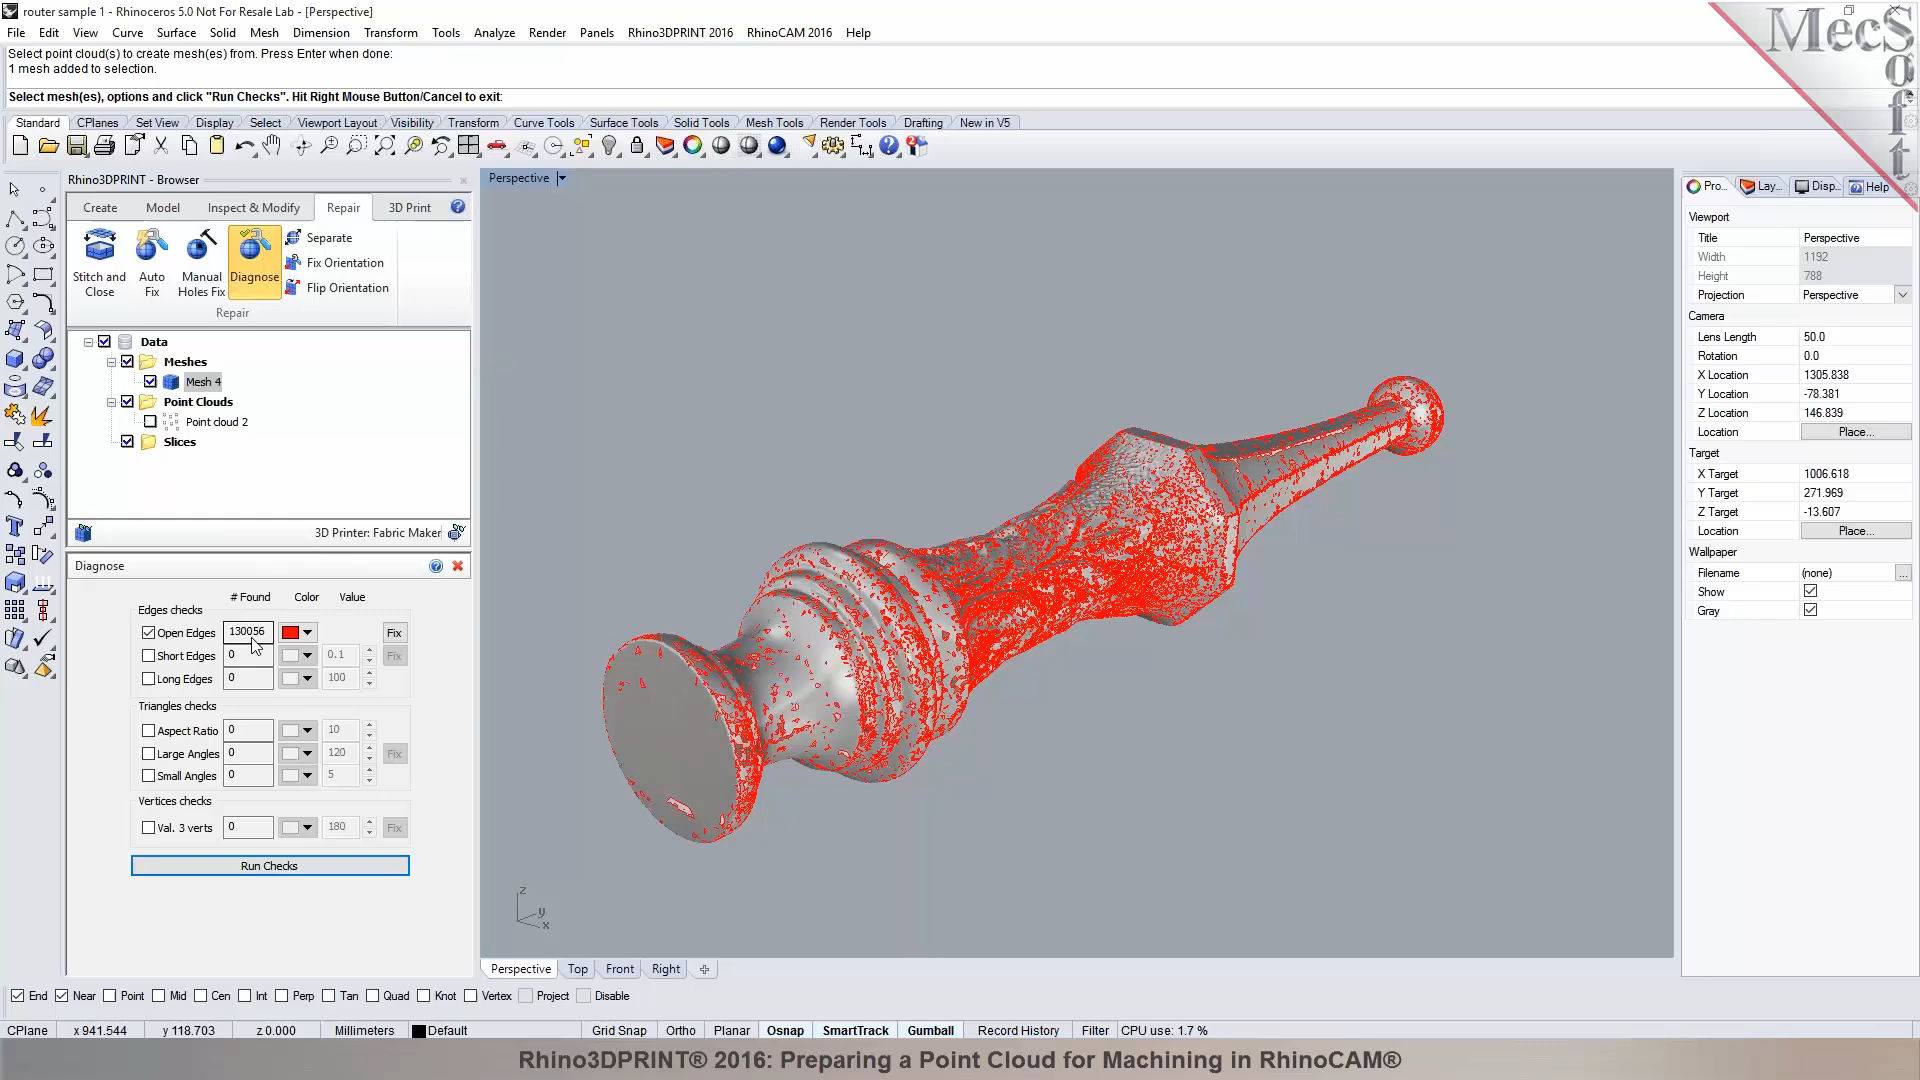 router sample 1 - Rhinoceros 5.0 Not For Resale Lab - [Perspective]
File Edit View Curve Surface Solid Mesh Dimension Transform Tools Analyze Render Panels Rhino3DPRINT 2016 RhinoCAM 2016 Help
Select point cloud(s) to create mesh(es) from. Press Enter when done:
1 mesh added to selection.
Select mesh(es), options and click "Run Checks". Hit Right Mouse Button/Cancel to exit:
MecSoft
Standard CPlanes Set View Display Select Viewport Layout Visibility Transform Curve Tools Surface Tools Solid Tools Mesh Tools Render Tools Drafting New in V5
Rhino3DPRINT - Browser
Create Model Inspect & Modify Repair 3D Print
Stitch and Close
Auto Fix
Manual Holes Fix
Diagnose
Separate
Fix Orientation
Flip Orientation
Repair
Data
Meshes
Mesh 4
Point Clouds
Point cloud 2
Slices
3D Printer: Fabric Maker
Diagnose
# Found Color Value
Edges checks
Open Edges 130056 Fix
Short Edges 0 0.1 Fix
Long Edges 0 100
Triangles checks
Aspect Ratio 0 10
Large Angles 0 120 Fix
Small Angles 0 5
Vertices checks
Val. 3 verts 0 180 Fix
Run Checks
Perspective
z
y
x
Perspective Top Front Right
Pro... Lay... Disp... Help
Viewport
Title Perspective
Width 1192
Height 788
Projection Perspective
Camera
Lens Length 50.0
Rotation 0.0
X Location 1305.838
Y Location -78.381
Z Location 146.839
Location Place...
Target
X Target 1006.618
Y Target 271.969
Z Target -13.607
Location Place...
Wallpaper
Filename (none) ...
Show
Gray
End Near Point Mid Cen Int Perp Tan Quad Knot Vertex Project Disable
CPlane x 941.544 y 118.703 z 0.000 Millimeters Default Grid Snap Ortho Planar Osnap SmartTrack Gumball Record History Filter CPU use: 1.7 %
Rhino3DPRINT® 2016: Preparing a Point Cloud for Machining in RhinoCAM®